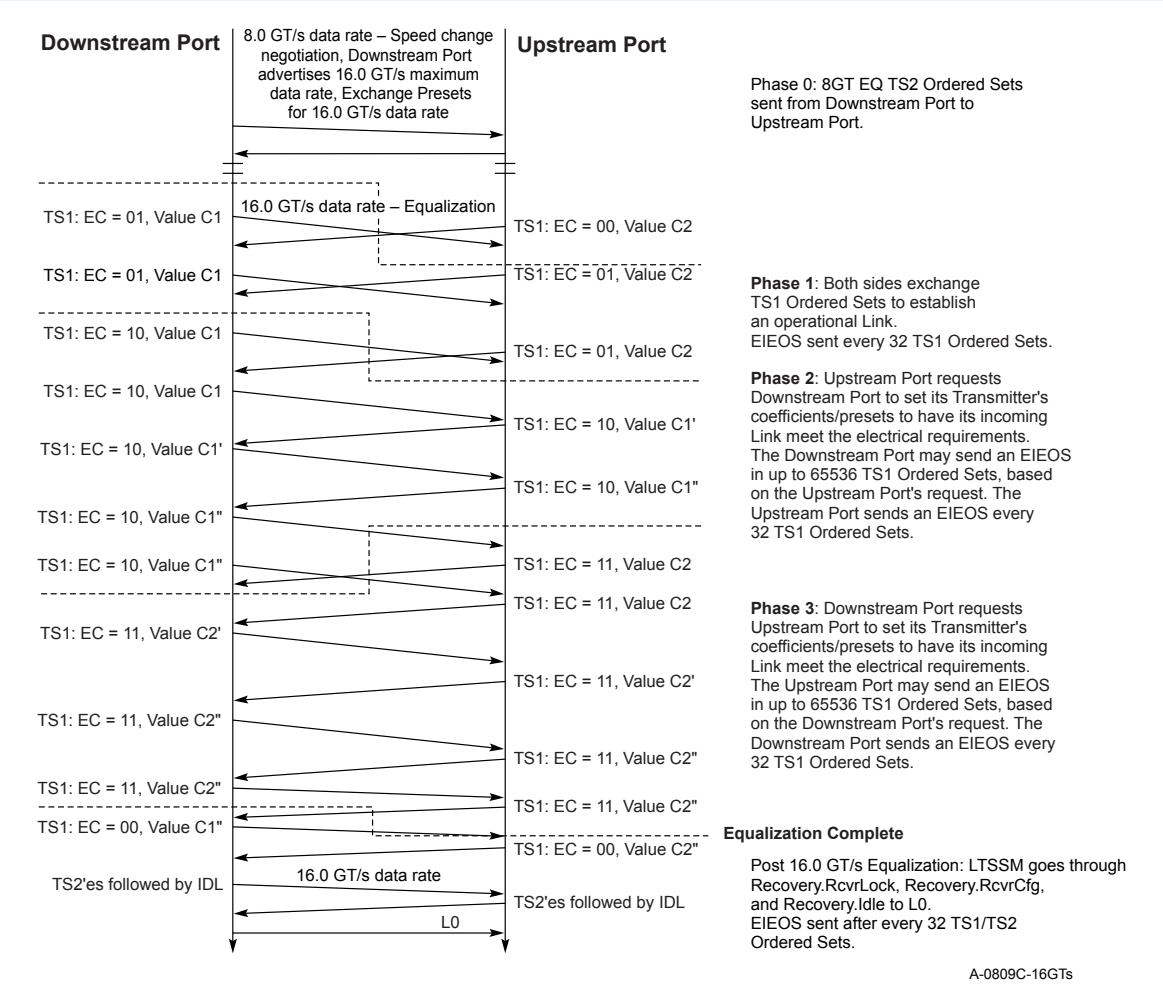 Downstream Port
8.0 GT/s data rate – Speed change
negotiation, Downstream Port
advertises 16.0 GT/s maximum
data rate, Exchange Presets
for 16.0 GT/s data rate
Upstream Port
Phase 0: 8GT EQ TS2 Ordered Sets
sent from Downstream Port to
Upstream Port.
16.0 GT/s data rate – Equalization
TS1: EC = 01, Value C1
TS1: EC = 00, Value C2
TS1: EC = 01, Value C1
TS1: EC = 01, Value C2
Phase 1: Both sides exchange
TS1 Ordered Sets to establish
an operational Link.
EIEOS sent every 32 TS1 Ordered Sets.
TS1: EC = 10, Value C1
TS1: EC = 01, Value C2
Phase 2: Upstream Port requests
Downstream Port to set its Transmitter's
coefficients/presets to have its incoming
Link meet the electrical requirements.
The Downstream Port may send an EIEOS
in up to 65536 TS1 Ordered Sets, based
on the Upstream Port's request. The
Upstream Port sends an EIEOS every
32 TS1 Ordered Sets.
TS1: EC = 10, Value C1
TS1: EC = 10, Value C1'
TS1: EC = 10, Value C1'
TS1: EC = 10, Value C1"
TS1: EC = 10, Value C1"
TS1: EC = 10, Value C1"
TS1: EC = 11, Value C2
TS1: EC = 11, Value C2
Phase 3: Downstream Port requests
Upstream Port to set its Transmitter's
coefficients/presets to have its incoming
Link meet the electrical requirements.
The Upstream Port may send an EIEOS
in up to 65536 TS1 Ordered Sets, based
on the Downstream Port's request. The
Downstream Port sends an EIEOS every
32 TS1 Ordered Sets.
TS1: EC = 11, Value C2'
TS1: EC = 11, Value C2'
TS1: EC = 11, Value C2"
TS1: EC = 11, Value C2"
TS1: EC = 11, Value C2"
TS1: EC = 11, Value C2"
TS1: EC = 00, Value C1"
Equalization Complete
TS1: EC = 00, Value C2"
Post 16.0 GT/s Equalization: LTSSM goes through
Recovery.RcvrLock, Recovery.RcvrCfg,
and Recovery.Idle to L0.
EIEOS sent after every 32 TS1/TS2
Ordered Sets.
16.0 GT/s data rate
TS2'es followed by IDL
TS2'es followed by IDL
L0
A-0809C-16GTs